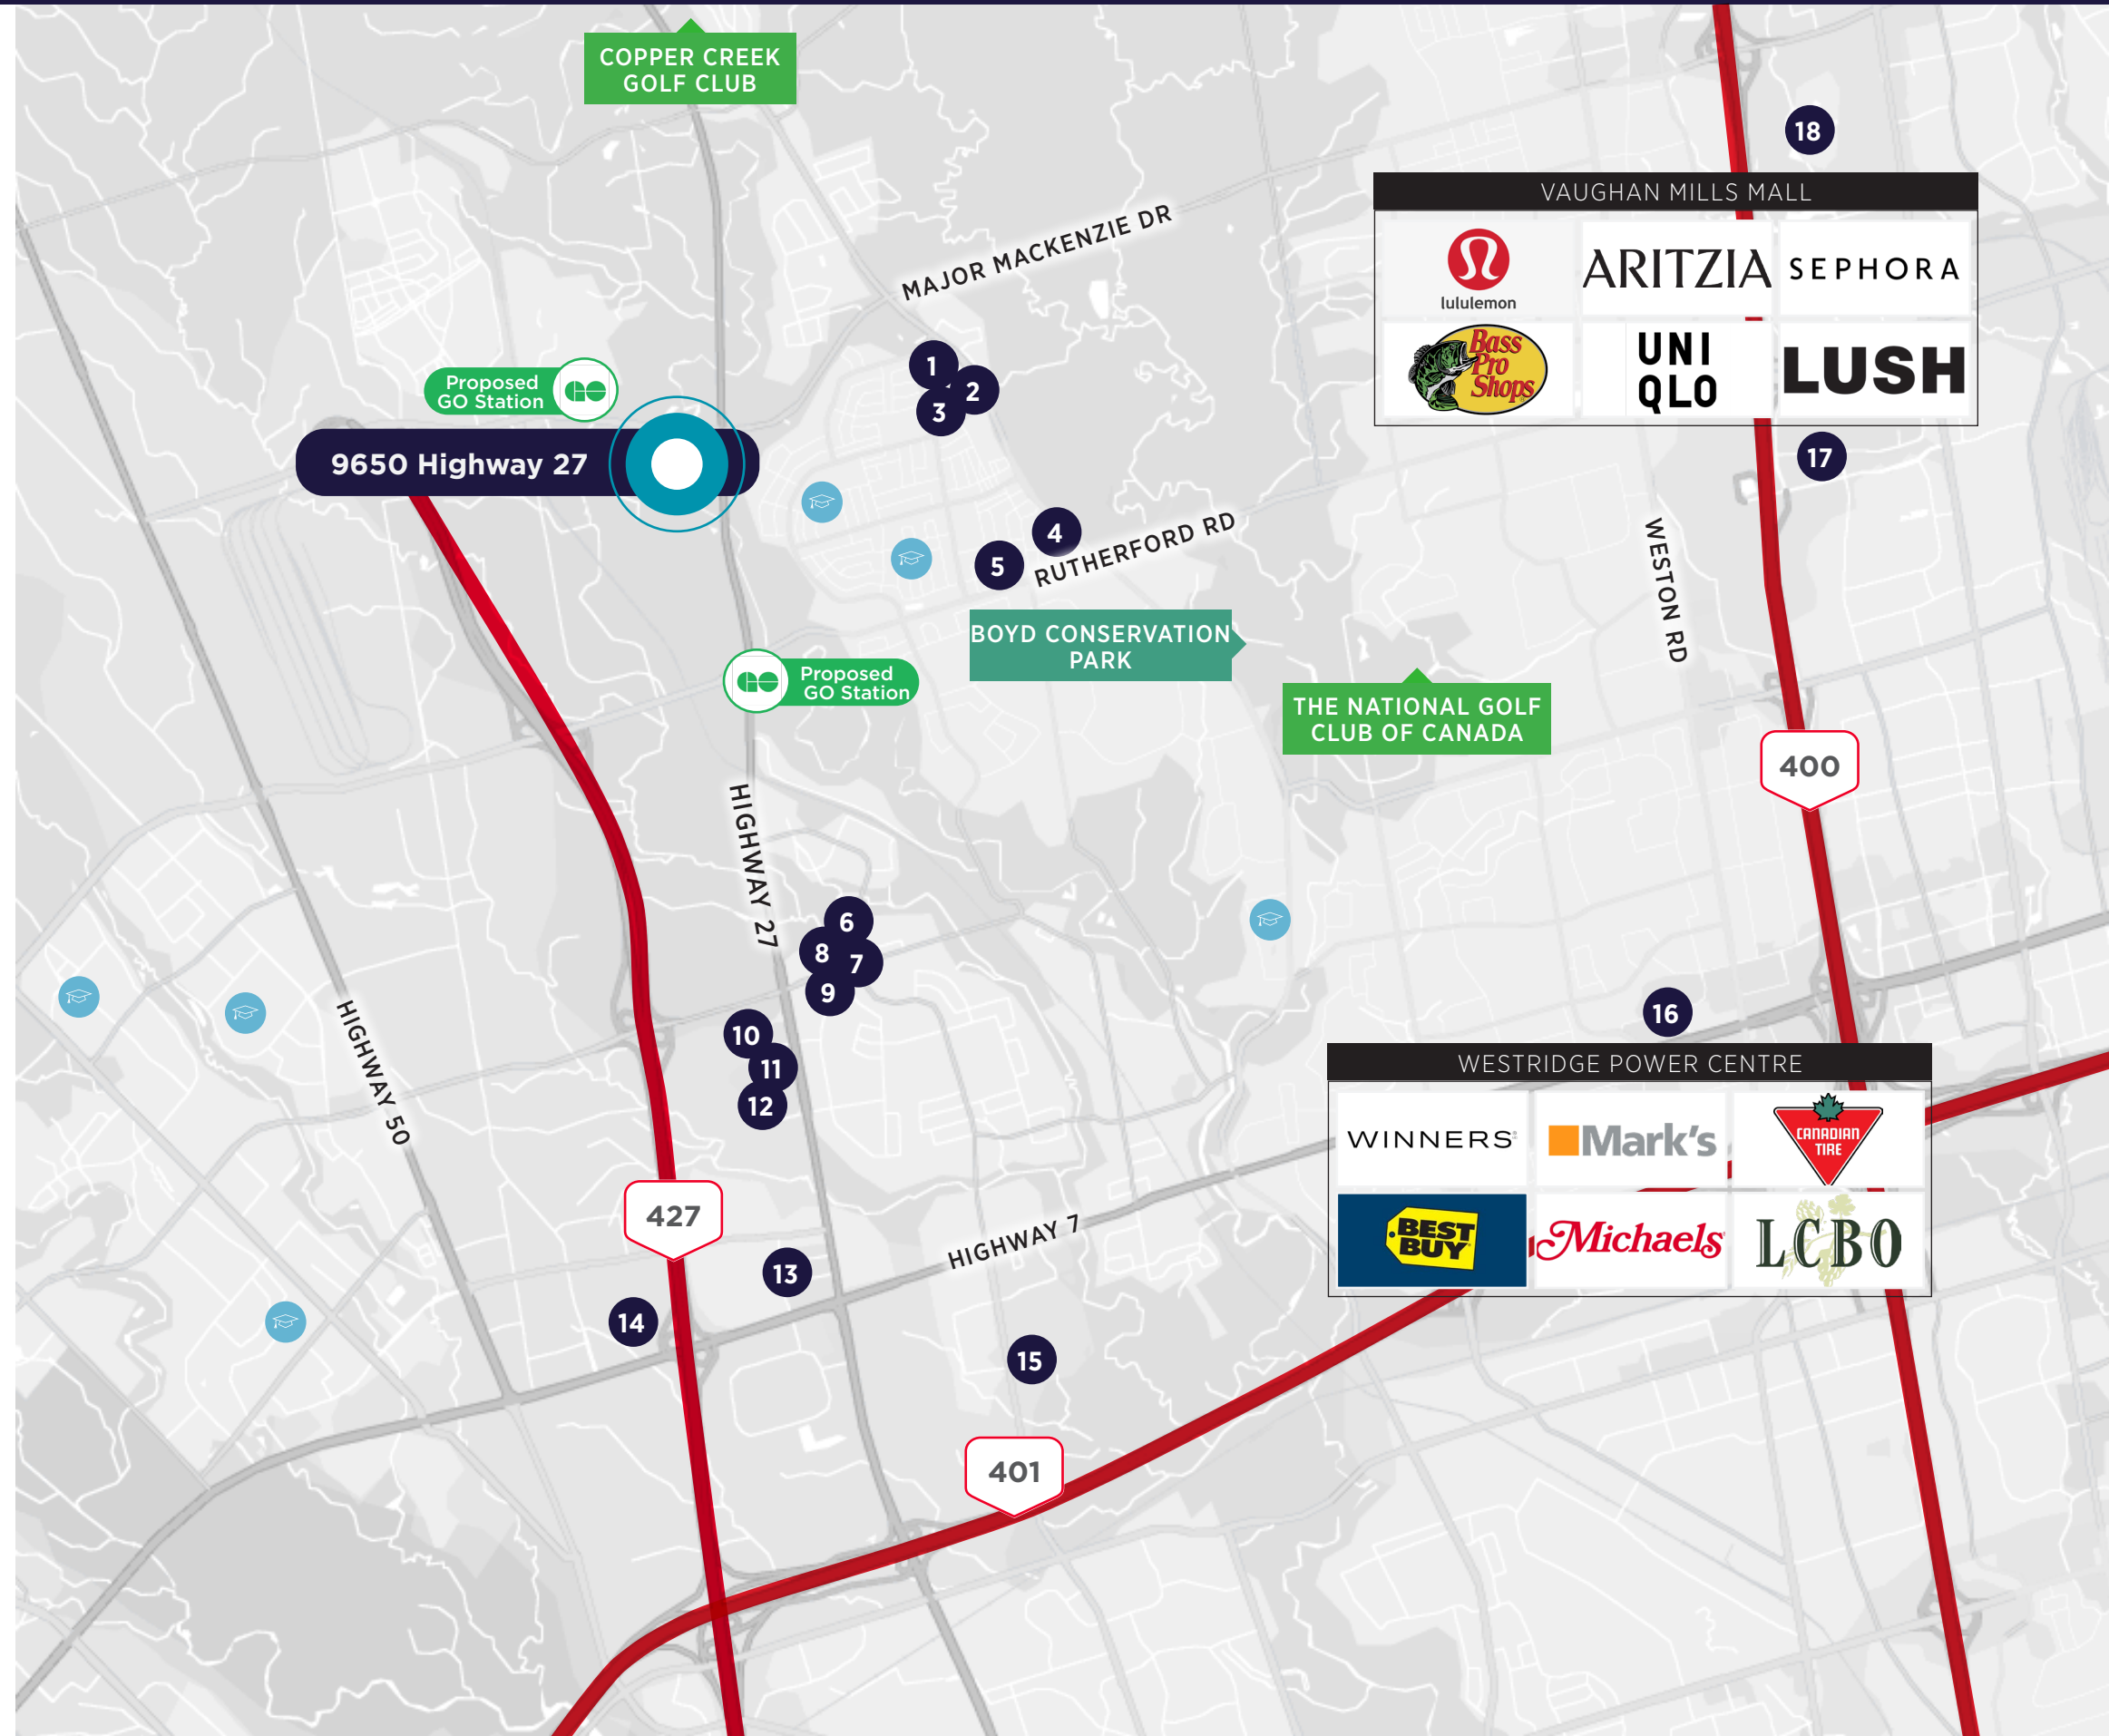 COPPER CREEK
GOLF CLUB
18
VAUGHAN MILLS MALL
MAJOR MACKENZIE DR
lululemon
ARITZIA
SEPHORA
Bass
Pro
Shops
UNI
QLO
LUSH
1
2
3
Proposed
GO Station
9650 Highway 27
17
4
5
RUTHERFORD RD
WESTON RD
BOYD CONSERVATION
PARK
Proposed
GO Station
THE NATIONAL GOLF
CLUB OF CANADA
400
HIGHWAY 27
6
8
7
9
10
11
12
HIGHWAY 50
16
WESTRIDGE POWER CENTRE
WINNERS
Mark's
CANADIAN
TIRE
BEST
BUY
Michaels
LCBO
427
HIGHWAY 7
13
14
15
401